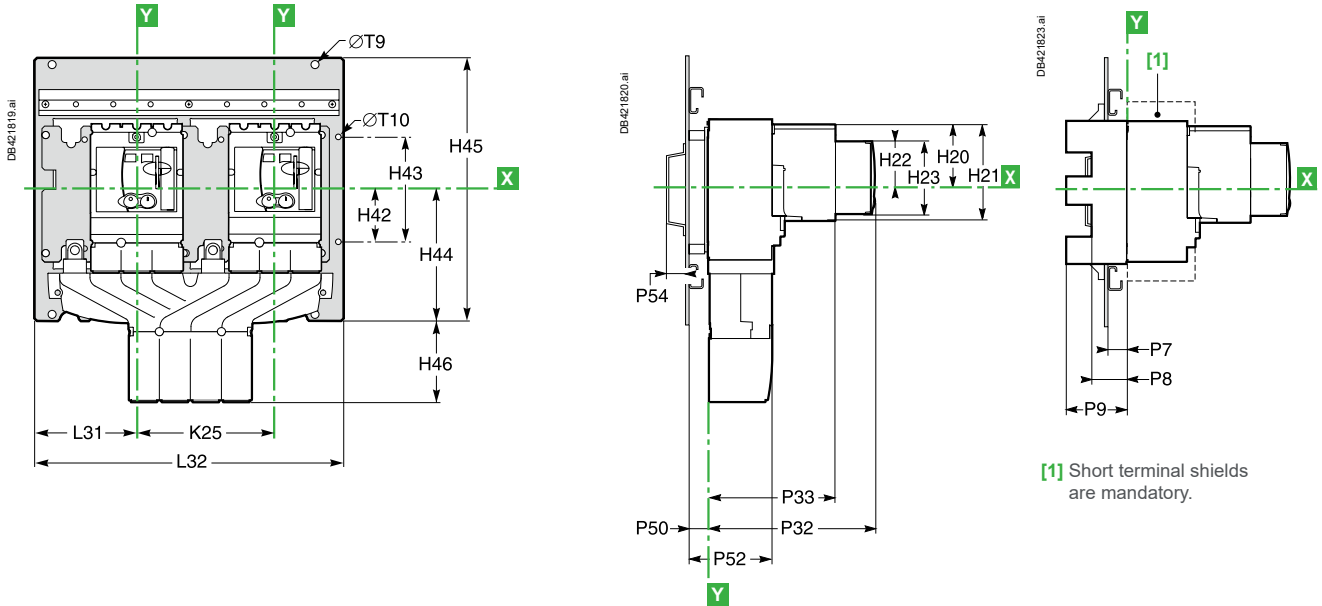 Y
Y
ØT9
DB421819.ai
ØT10
H45
H43
X
H42
H44
H46
L31
K25
L32
DB421820.ai
H22
H20
H23
H21
X
P54
P33
P50
P32
P52
Y
DB421823.ai
Y
[1]
X
P7
P8
P9
[1] Short terminal shields
are mandatory.